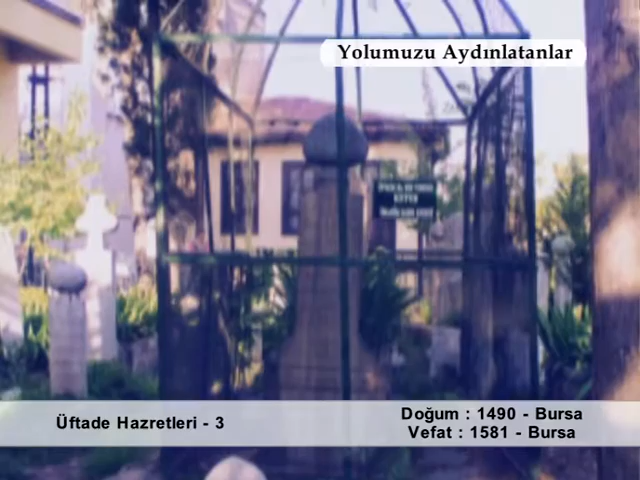 Yolumuzu Aydınlatanlar
Üftade Hazretleri - 3
Doğum : 1490 - Bursa
Vefat : 1581 - Bursa